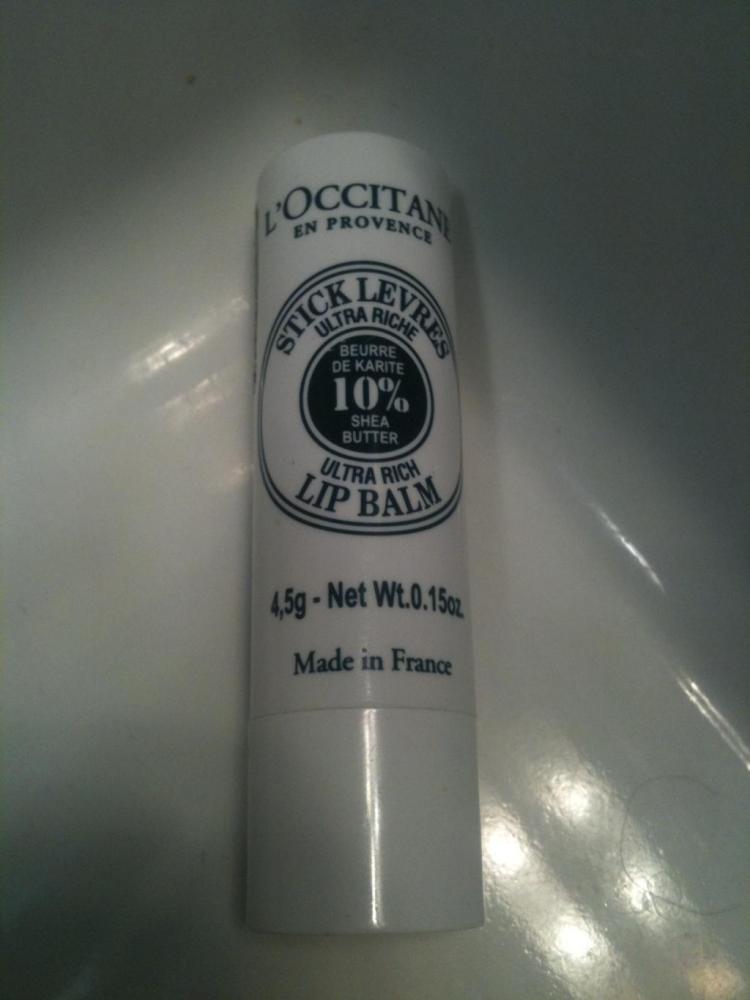 L'OCCITANE
EN PROVENCE
STICK LEVRES
ULTRA RICHE
BEURRE
DE KARITE
10%
SHEA
BUTTER
ULTRA RICH
LIP BALM
4,5g - Net Wt.0.15oz.
Made in France